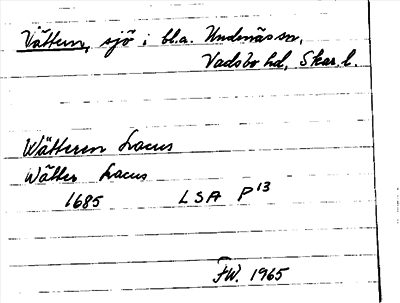 Vättern, sjö i bl.a. Undenäs sn,
Vadsbo hd, Skar. l.
Wätteren Lacus
Wätter Lacus
1685 LSA P13
FW. 1965